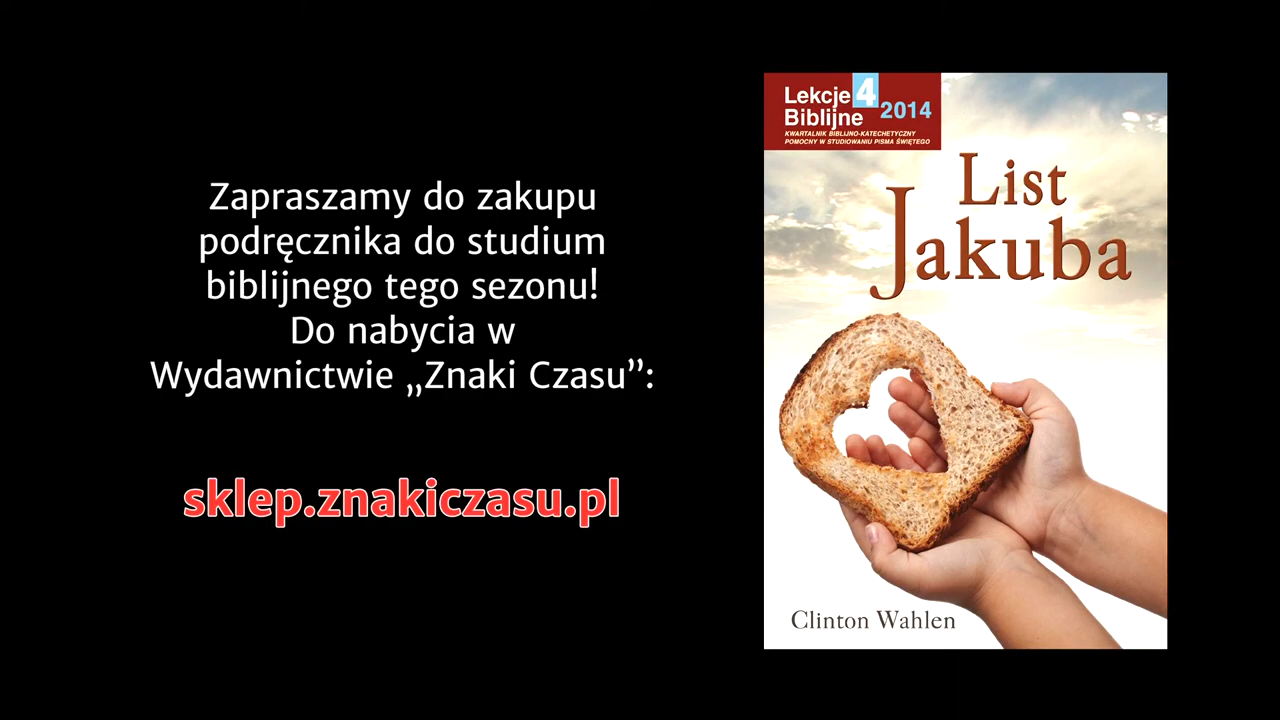 Zapraszamy do zakupu
podręcznika do studium
biblijnego tego sezonu!
Do nabycia w
Wydawnictwie „Znaki Czasu”:
sklep.znakiczasu.pl
Lekcje 4 2014
Biblijne
KWARTALNIK BIBLIJNO-KATECHETYCZNY
POMOCNY W STUDIOWANIU PISMA ŚWIĘTEGO
List
Jakuba
Clinton Wahlen